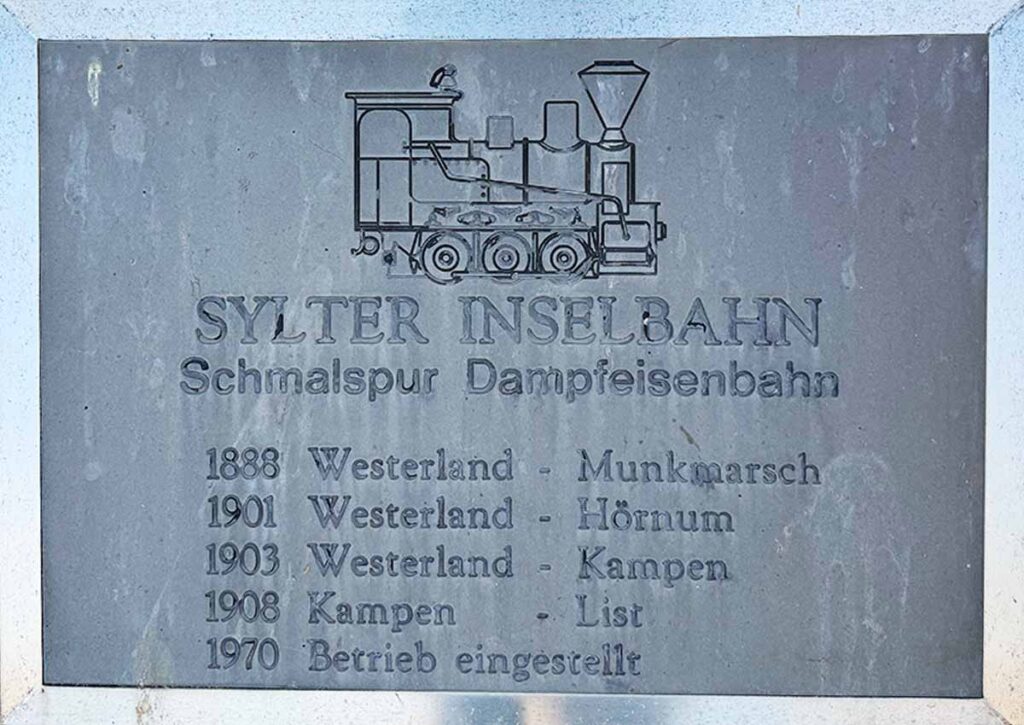 SYLTER INSELBAHN
Schmalspur Dampfeisenbahn
1888 Westerland - Munkmarsch
1901 Westerland - Hörnum
1903 Westerland - Kampen
1908 Kampen - List
1970 Betrieb eingestellt